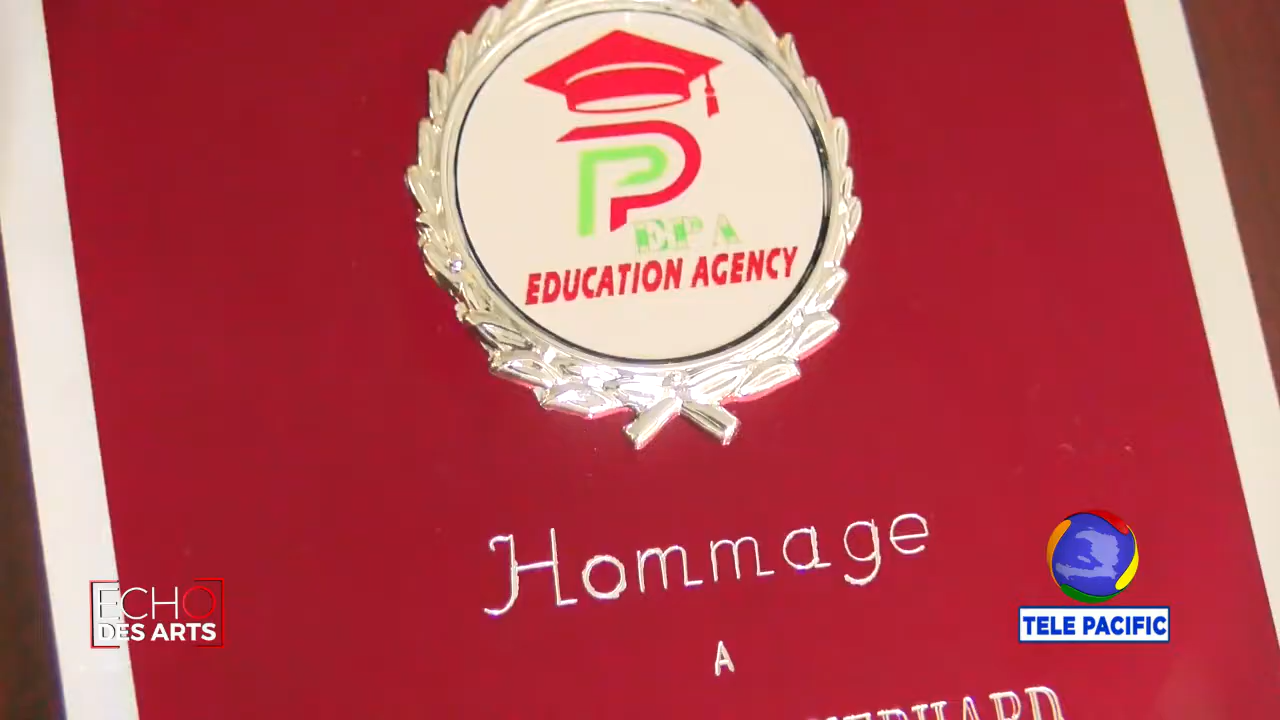 EPA
EDUCATION AGENCY
Hommage
A
ECHO
DES ARTS
TELE PACIFIC